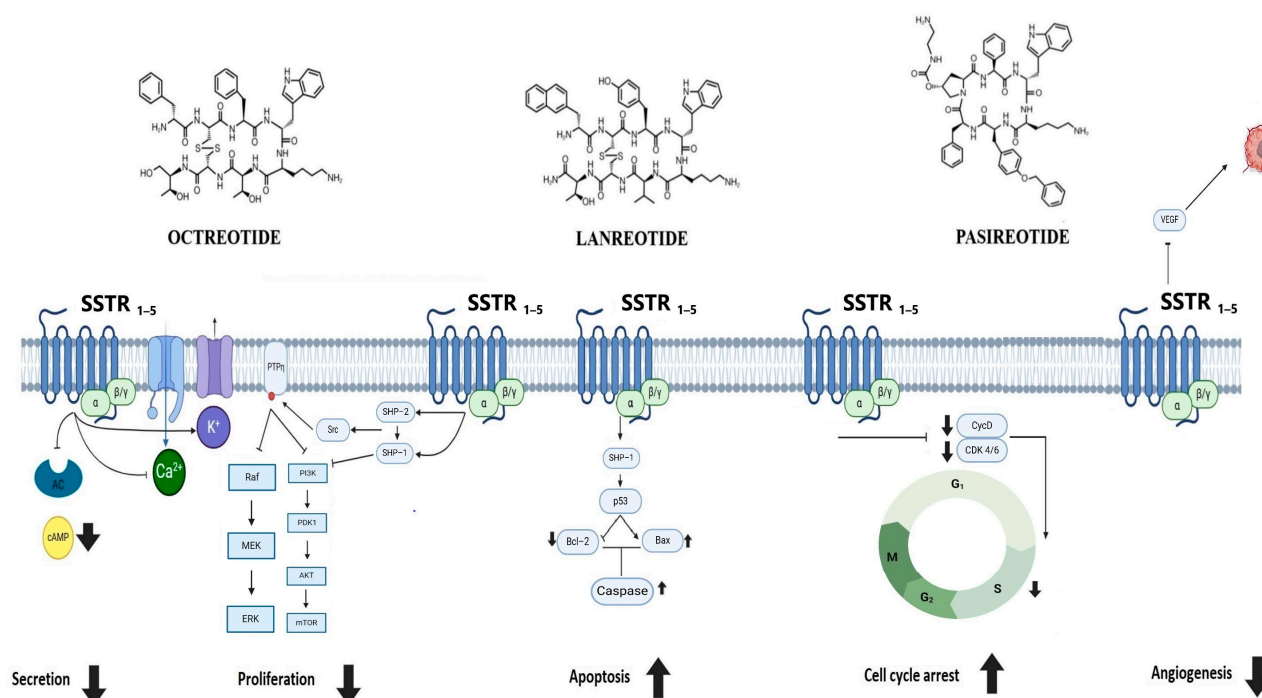 OCTREOTIDE
LANREOTIDE
PASIREOTIDE
VEGF
SSTR 1–5
SSTR 1–5
SSTR 1–5
SSTR 1–5
SSTR 1–5
α β/γ
PTPη
α β/γ
α β/γ
α β/γ
α β/γ
K⁺
Ca²⁺
AC
cAMP
Src
SHP-2
SHP-1
Raf
MEK
ERK
PI3K
PDK1
AKT
mTOR
SHP-1
p53
Bcl-2
Bax
Caspase
CycD
CDK 4/6
G₁
M
G₂
S
Secretion
Proliferation
Apoptosis
Cell cycle arrest
Angiogenesis